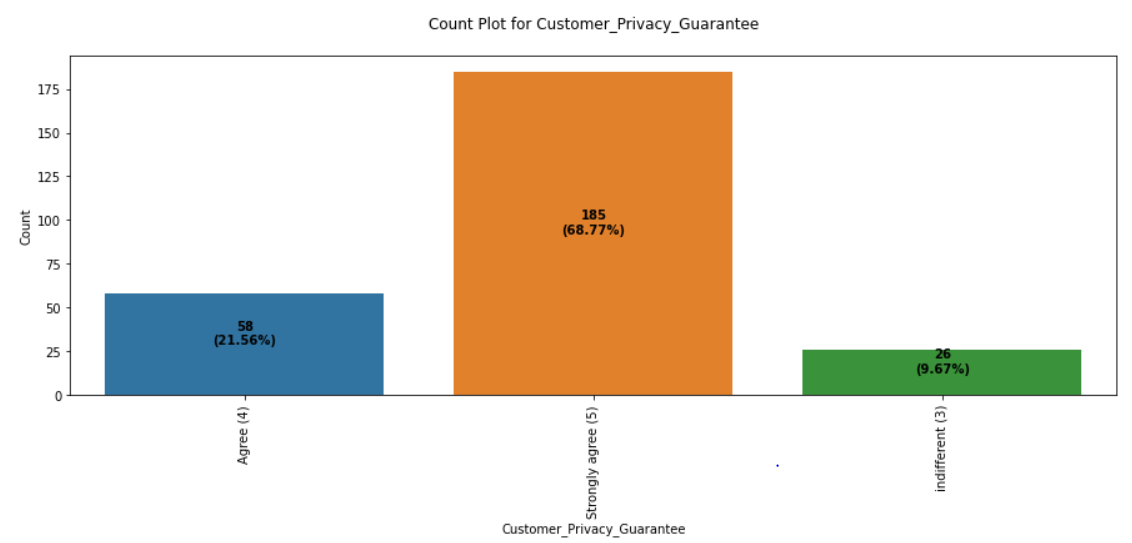 Count Plot for Customer_Privacy_Guarantee
Count
175
150
125
100
75
50
25
0
58
(21.56%)
185
(68.77%)
26
(9.67%)
Agree (4)
Strongly agree (5)
indifferent (3)
Customer_Privacy_Guarantee